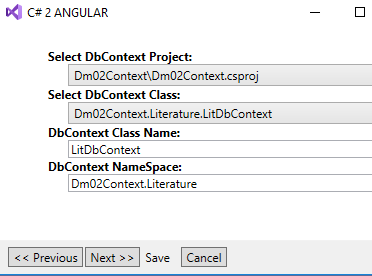 C# 2 ANGULAR
Select DbContext Project:
Dm02Context\Dm02Context.csproj
Select DbContext Class:
Dm02Context.Literature.LitDbContext
DbContext Class Name:
LitDbContext
DbContext NameSpace:
Dm02Context.Literature
<< Previous Next >> Save Cancel